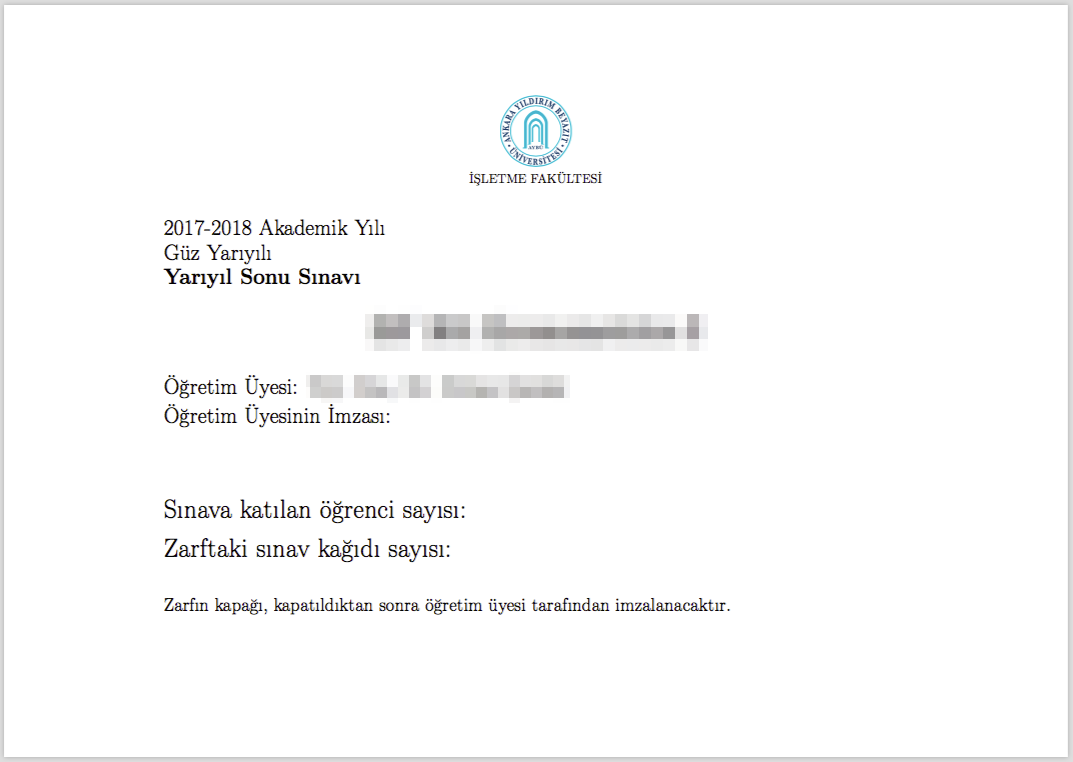 ANKARA YILDIRIM BEYAZIT
AYBÜ
ÜNİVERSİTESİ
İŞLETME FAKÜLTESİ
2017-2018 Akademik Yılı
Güz Yarıyılı
Yarıyıl Sonu Sınavı
Öğretim Üyesi:
Öğretim Üyesinin İmzası:
Sınava katılan öğrenci sayısı:
Zarftaki sınav kağıdı sayısı:
Zarfın kapağı, kapatıldıktan sonra öğretim üyesi tarafından imzalanacaktır.